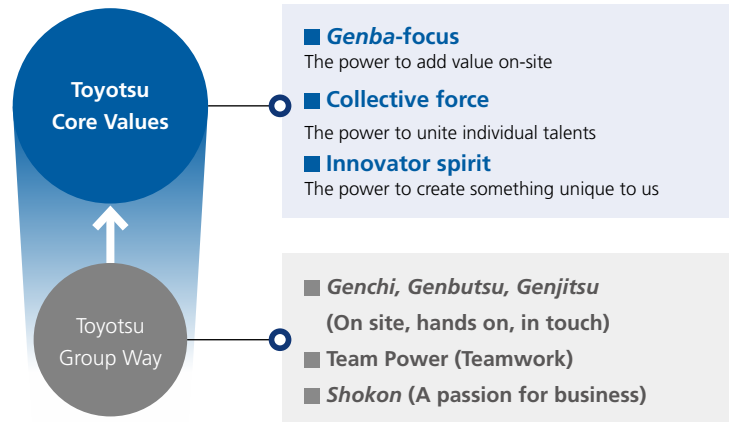 Toyotsu
Core Values
Genba-focus
The power to add value on-site
Collective force
The power to unite individual talents
Innovator spirit
The power to create something unique to us
Toyotsu
Group Way
Genchi, Genbutsu, Genjitsu
(On site, hands on, in touch)
Team Power (Teamwork)
Shokon (A passion for business)